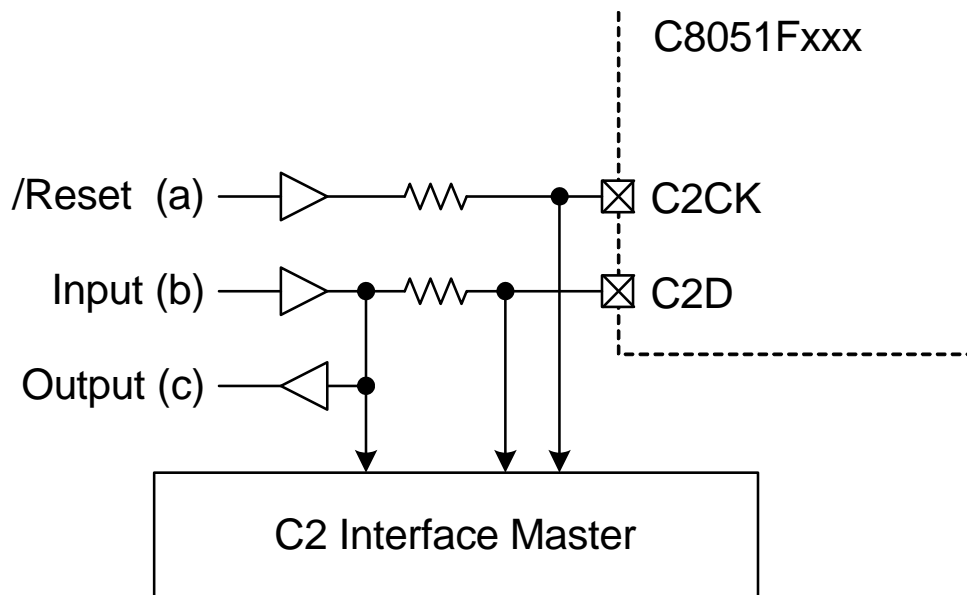 C8051Fxxx
/Reset (a)
C2CK
Input (b)
C2D
Output (c)
C2 Interface Master